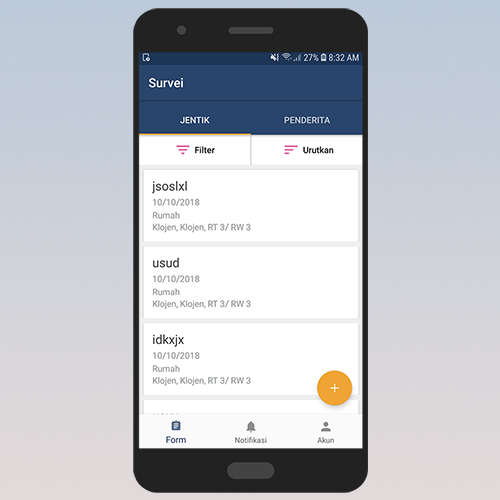 27% 8:32 AM
Survei
JENTIK PENDERITA
Filter Urutkan
jsoslxl
10/10/2018
Rumah
Klojen, Klojen, RT 3/ RW 3
usud
10/10/2018
Rumah
Klojen, Klojen, RT 3/ RW 3
idkxjx
10/10/2018
Rumah
Klojen, Klojen, RT 3/ RW 3
+
Form Notifikasi Akun